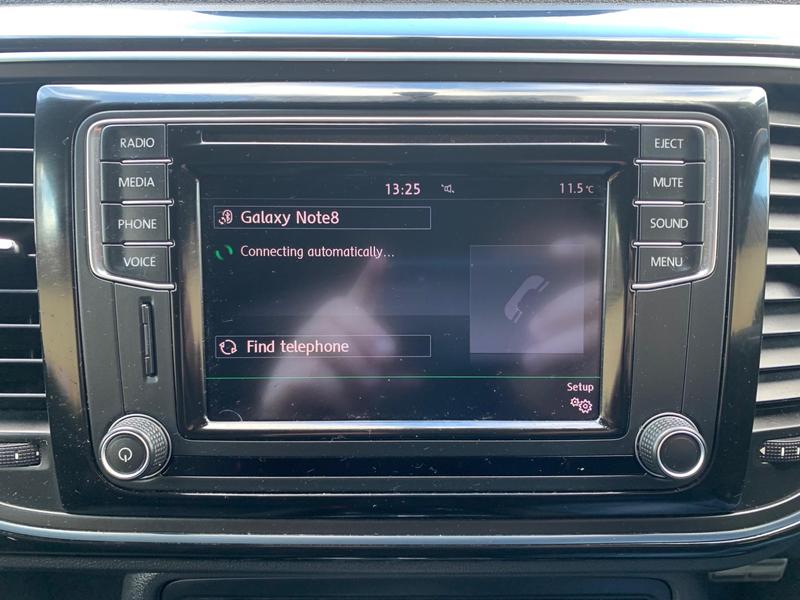 RADIO
MEDIA
PHONE
VOICE
EJECT
MUTE
SOUND
MENU
13:25
11.5°C
Galaxy Note8
Connecting automatically...
Find telephone
Setup